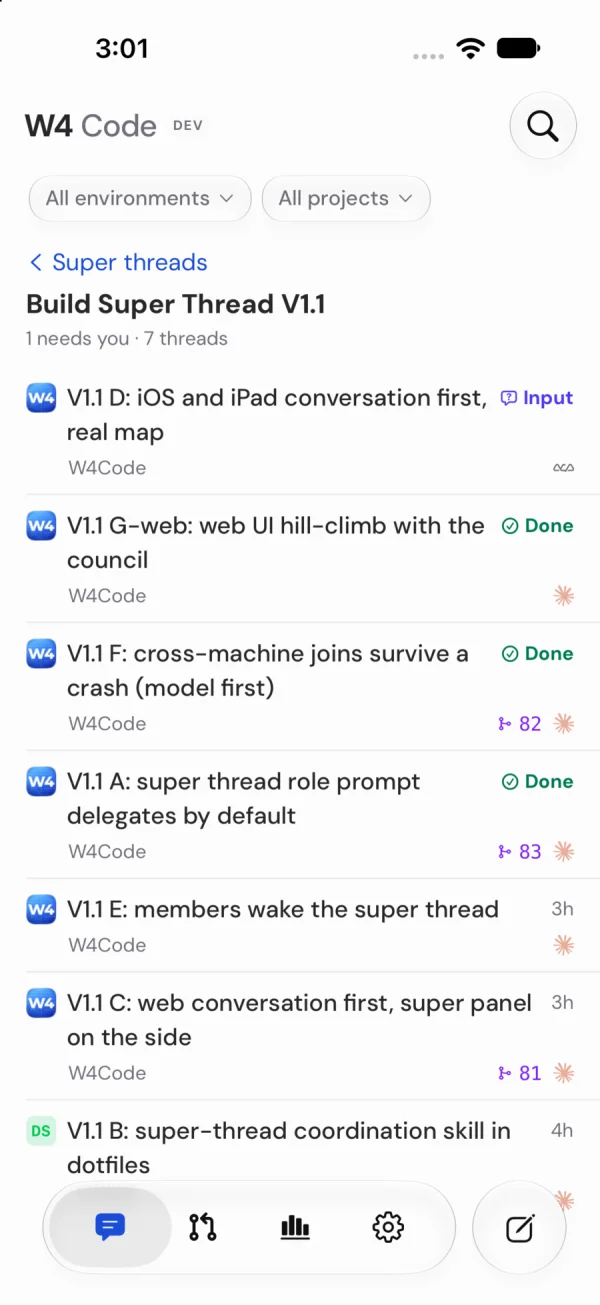 3:01
W4 Code DEV
All environments
All projects
Super threads
Build Super Thread V1.1
1 needs you · 7 threads
W4
V1.1 D: iOS and iPad conversation first,
Input
real map
W4Code
W4
V1.1 G-web: web UI hill-climb with the
Done
council
W4Code
W4
V1.1 F: cross-machine joins survive a
Done
crash (model first)
W4Code
82
W4
V1.1 A: super thread role prompt
Done
delegates by default
W4Code
83
W4
V1.1 E: members wake the super thread
3h
W4Code
W4
V1.1 C: web conversation first, super panel
3h
on the side
W4Code
81
DS
V1.1 B: super-thread coordination skill in
4h
dotfiles